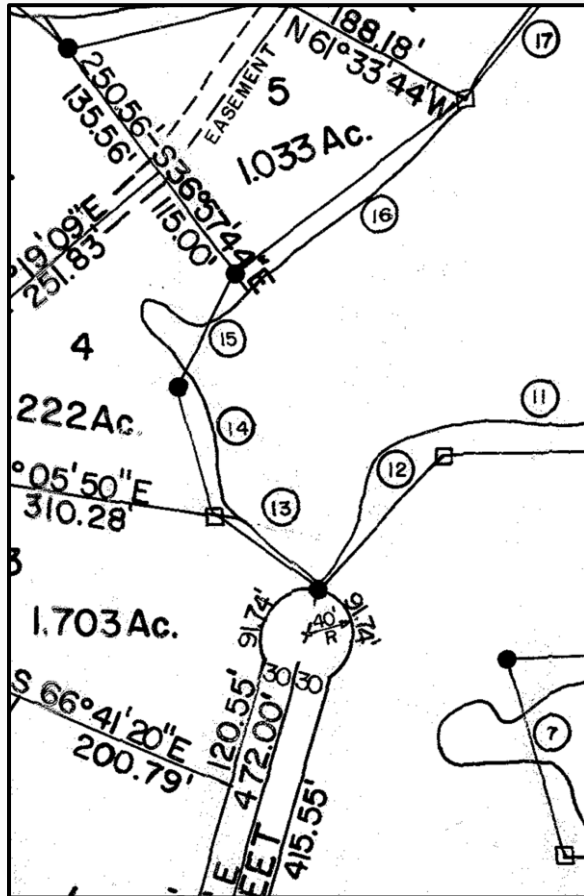 188.18'
N 61°33'44"W
17
250.56'
S36°57'44"E
135.56'
115.00'
EASEMENT
5
1.033 Ac.
16
°19'09"E
251.83'
15
4
.222 Ac.
14
11
12
°05'50"E
310.28'
13
3
1.703 Ac.
91.74'
40'
R
91.74'
30 30
S 66°41'20"E
200.79'
120.55'
472.00'
415.55'
7
E
EET